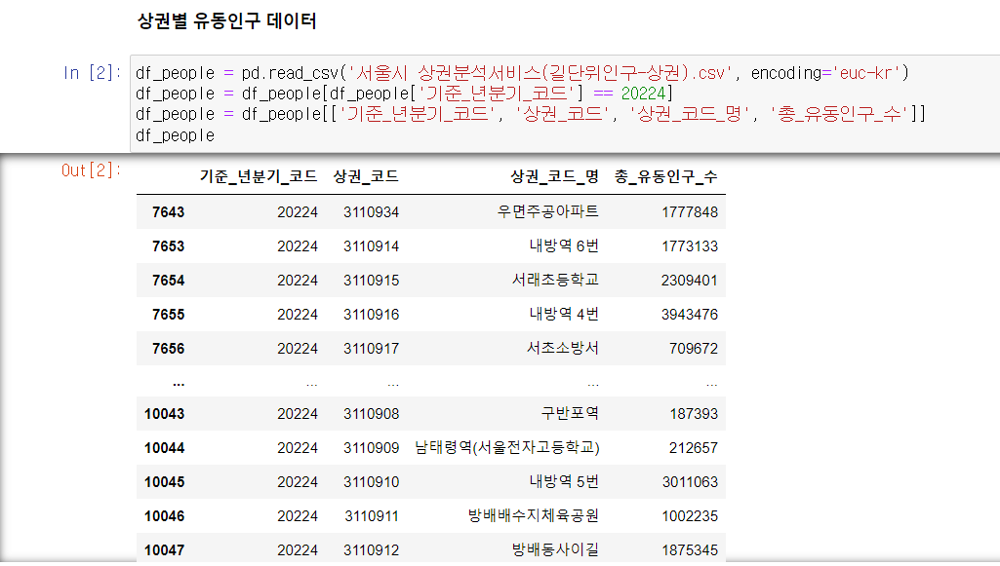 상권별 유동인구 데이터
In [2]: df_people = pd.read_csv('서울시 상권분석서비스(길단위인구-상권).csv', encoding='euc-kr')
df_people = df_people[df_people['기준_년분기_코드'] == 20224]
df_people = df_people[['기준_년분기_코드', '상권_코드', '상권_코드_명', '총_유동인구_수']]
df_people
Out[2]:
기준_년분기_코드 상권_코드 상권_코드_명 총_유동인구_수
7643 20224 3110934 우면주공아파트 1777848
7653 20224 3110914 내방역 6번 1773133
7654 20224 3110915 서래초등학교 2309401
7655 20224 3110916 내방역 4번 3943476
7656 20224 3110917 서초소방서 709672
... ... ... ... ...
10043 20224 3110908 구반포역 187393
10044 20224 3110909 남태령역(서울전자고등학교) 212657
10045 20224 3110910 내방역 5번 3011063
10046 20224 3110911 방배배수지체육공원 1002235
10047 20224 3110912 방배동사이길 1875345